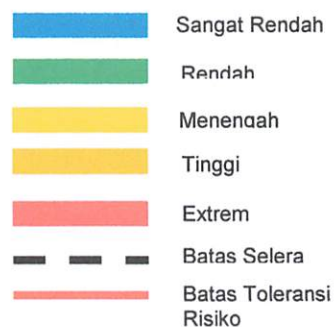 Sangat Rendah
Rendah
Menengah
Tinggi
Extrem
Batas Selera
Batas Toleransi
Risiko